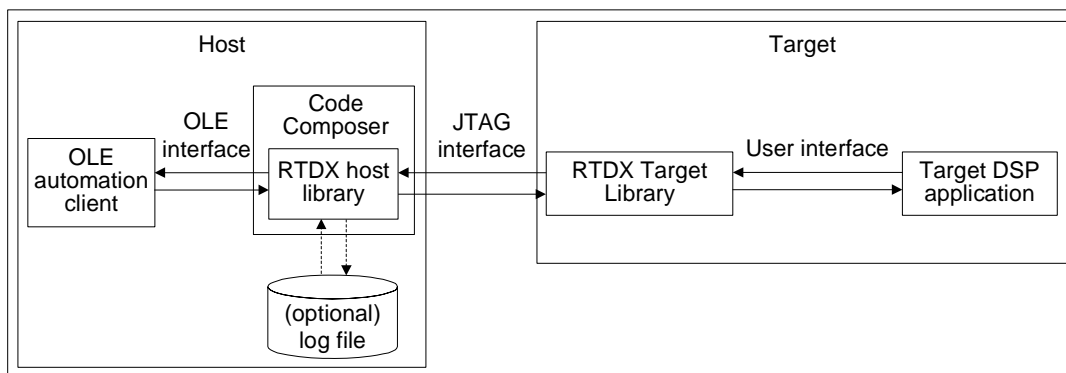 Host
Target
Code
Composer
OLE
interface
JTAG
interface
User interface
OLE
automation
client
RTDX host
library
RTDX Target
Library
Target DSP
application
(optional)
log file